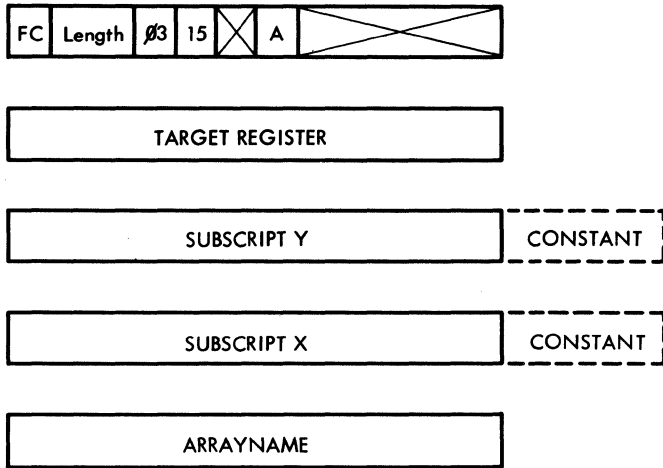 FC Length Ø3 15 A
TARGET REGISTER
SUBSCRIPT Y CONSTANT
SUBSCRIPT X CONSTANT
ARRAYNAME